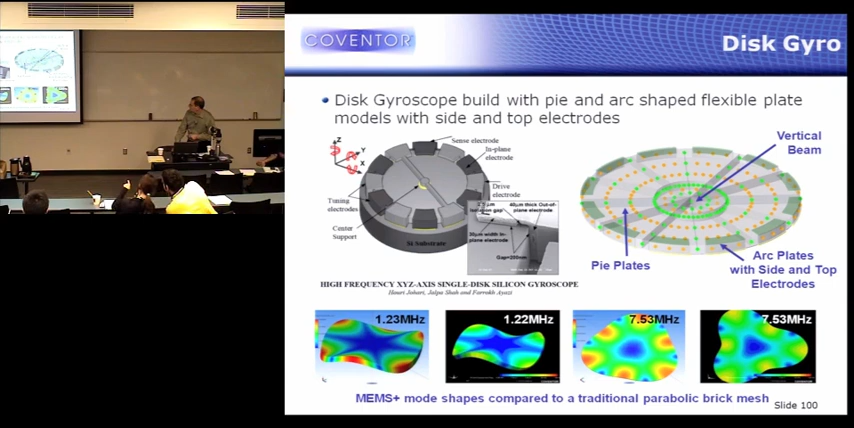 COVENTOR
Disk Gyro
Disk Gyroscope build with pie and arc shaped flexible plate
models with side and top electrodes
Z
Y
X
Sense electrode
In-plane
electrode
Drive
electrode
Tuning
electrodes
Center
Support
Si Substrate
isolation gap
40µm thick Out-of-
plane electrode
30µm width In-
plane electrode
Gap=200nm
HIGH FREQUENCY XYZ-AXIS SINGLE-DISK SILICON GYROSCOPE
Houri Johari, Jalpa Shah and Farrokh Ayazi
Vertical
Beam
Pie Plates
Arc Plates
with Side and Top
Electrodes
1.23MHz
1.22MHz
7.53MHz
7.53MHz
MEMS+ mode shapes compared to a traditional parabolic brick mesh
Slide 100